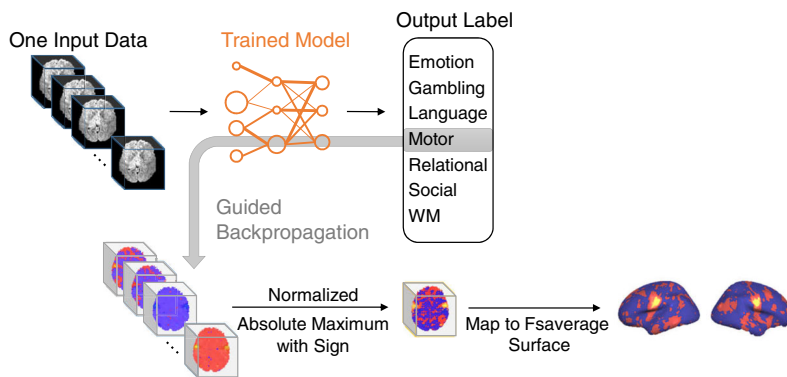 One Input Data
Trained Model
Output Label
Emotion
Gambling
Language
Motor
Relational
Social
WM
Guided
Backpropagation
Normalized
Absolute Maximum
with Sign
Map to Fsaverage
Surface